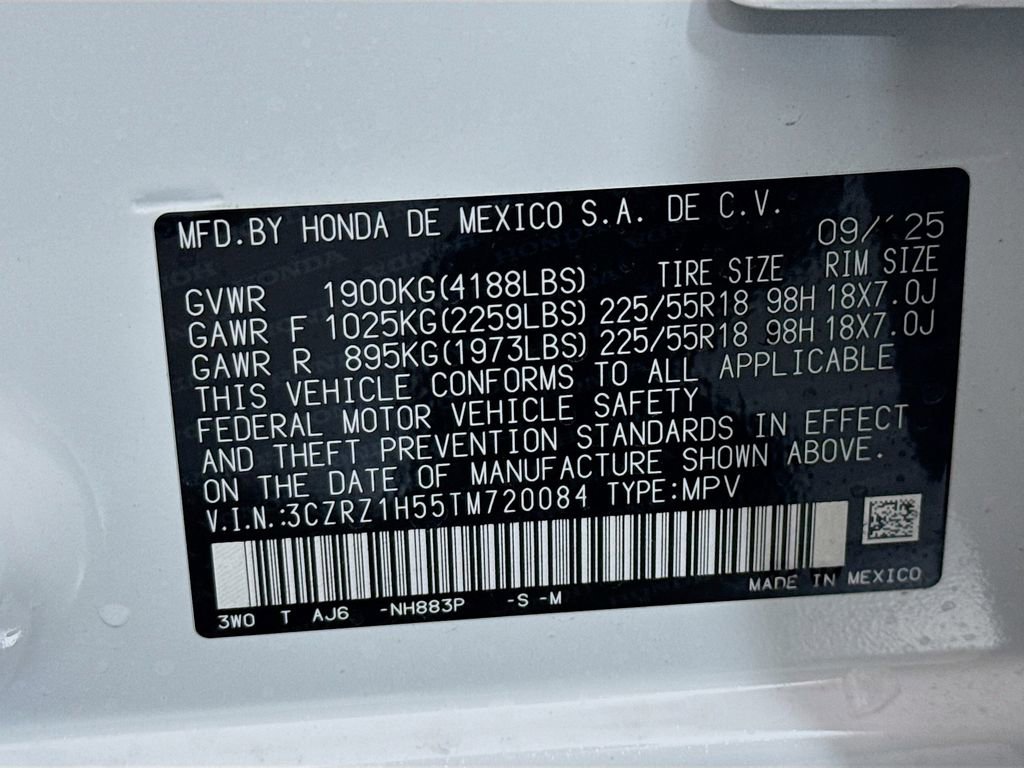 MFD.BY HONDA DE MEXICO S.A. DE C.V.
09/'25
TIRE SIZE RIM SIZE
GVWR 1900KG(4188LBS)
GAWR F 1025KG(2259LBS) 225/55R18 98H 18X7.0J
GAWR R 895KG(1973LBS) 225/55R18 98H 18X7.0J
THIS VEHICLE CONFORMS TO ALL APPLICABLE
FEDERAL MOTOR VEHICLE SAFETY
AND THEFT PREVENTION STANDARDS IN EFFECT
ON THE DATE OF MANUFACTURE SHOWN ABOVE.
V.I.N.:3CZRZ1H55TM720084 TYPE:MPV
MADE IN MEXICO
3WO T AJ6 -NH883P -S -M